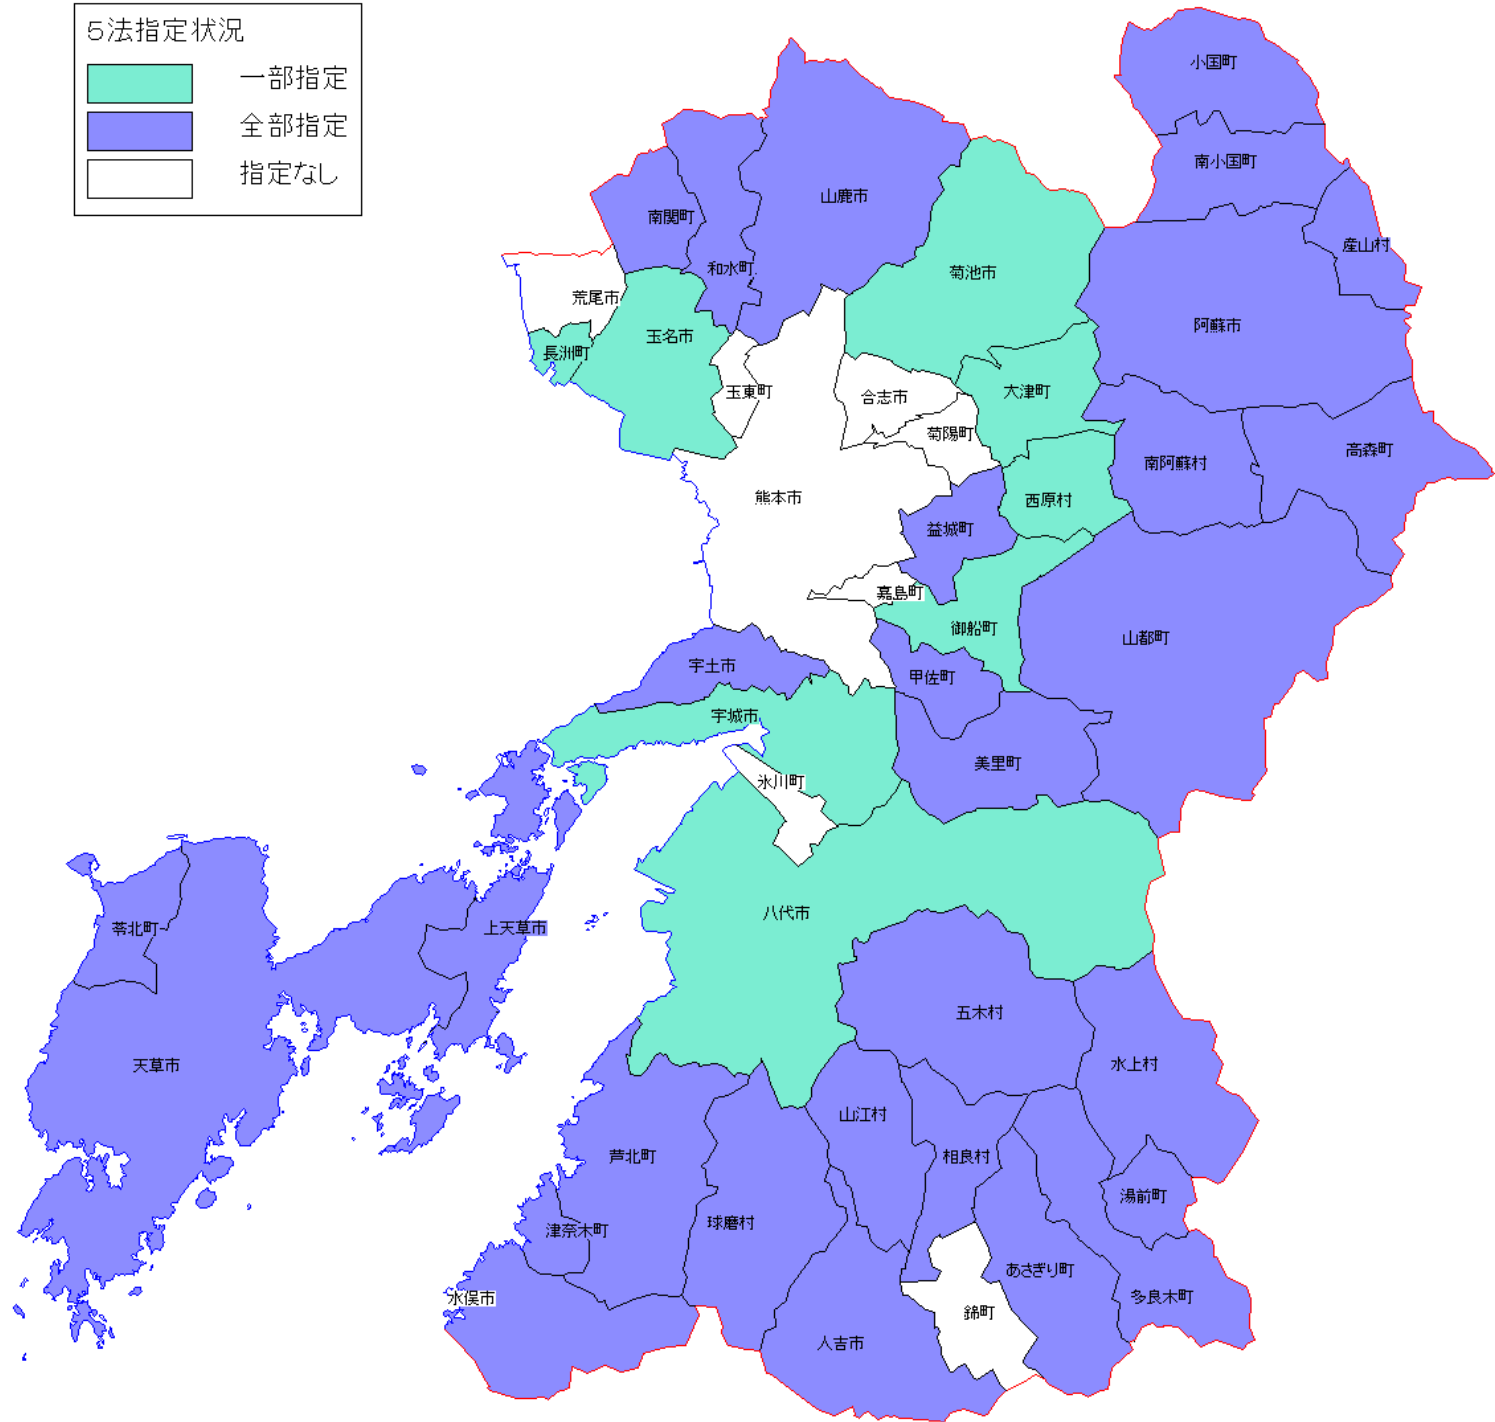 5法指定状況
一部指定
全部指定
指定なし
小国町
南小国町
産山村
山鹿市
南関町
和水町
菊池市
荒尾市
阿蘇市
玉名市
長洲町
玉東町
合志市
大津町
菊陽町
高森町
南阿蘇村
熊本市
西原村
益城町
嘉島町
御船町
山都町
宇土市
甲佐町
宇城市
美里町
氷川町
八代市
苓北町
上天草市
五木村
天草市
水上村
山江村
芦北町
相良村
湯前町
球磨村
津奈木町
あさぎり町
水俣市
多良木町
錦町
人吉市